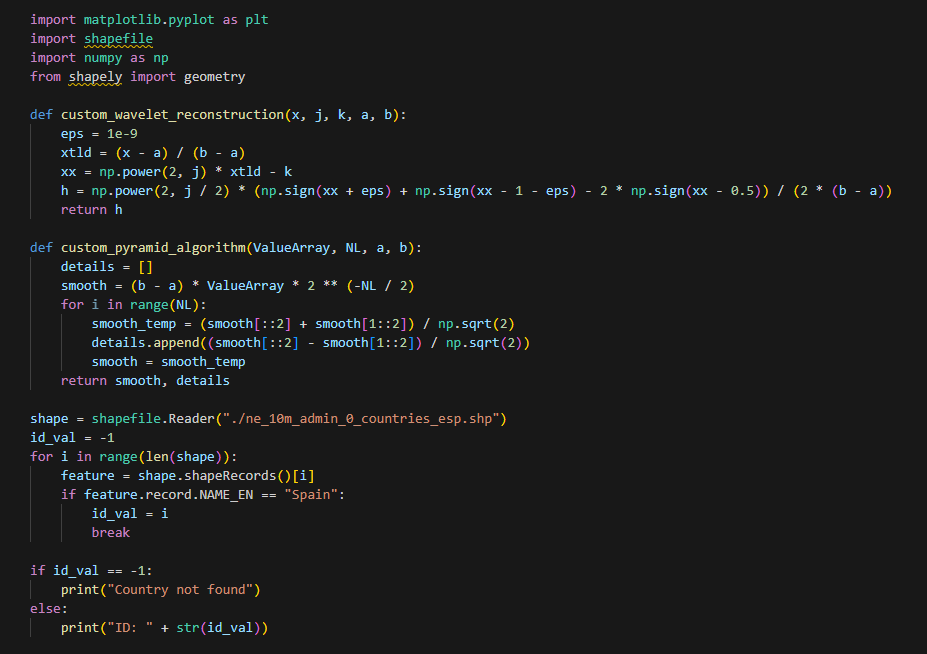 import matplotlib.pyplot as plt
import shapefile
import numpy as np
from shapely import geometry

def custom_wavelet_reconstruction(x, j, k, a, b):
    eps = 1e-9
    xtld = (x - a) / (b - a)
    xx = np.power(2, j) * xtld - k
    h = np.power(2, j / 2) * (np.sign(xx + eps) + np.sign(xx - 1 - eps) - 2 * np.sign(xx - 0.5)) / (2 * (b - a))
    return h

def custom_pyramid_algorithm(ValueArray, NL, a, b):
    details = []
    smooth = (b - a) * ValueArray * 2 ** (-NL / 2)
    for i in range(NL):
        smooth_temp = (smooth[::2] + smooth[1::2]) / np.sqrt(2)
        details.append((smooth[::2] - smooth[1::2]) / np.sqrt(2))
        smooth = smooth_temp
    return smooth, details

shape = shapefile.Reader("./ne_10m_admin_0_countries_esp.shp")
id_val = -1
for i in range(len(shape)):
    feature = shape.shapeRecords()[i]
    if feature.record.NAME_EN == "Spain":
        id_val = i
        break

if id_val == -1:
    print("Country not found")
else:
    print("ID: " + str(id_val))